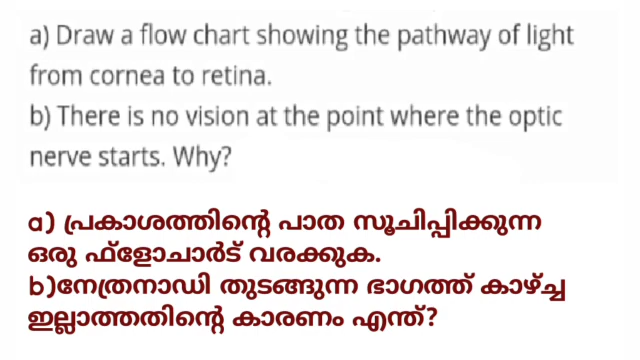 a) Draw a flow chart showing the pathway of light
from cornea to retina.
b) There is no vision at the point where the optic
nerve starts. Why?
a) പ്രകാശത്തിന്റെ പാത സൂചിപ്പിക്കുന്ന
ഒരു ഫ്ളോചാർട് വരക്കുക.
b)നേത്രനാഡി തുടങ്ങുന്ന ഭാഗത്ത് കാഴ്ച്ച
ഇല്ലാത്തതിന്റെ കാരണം എന്ത്?